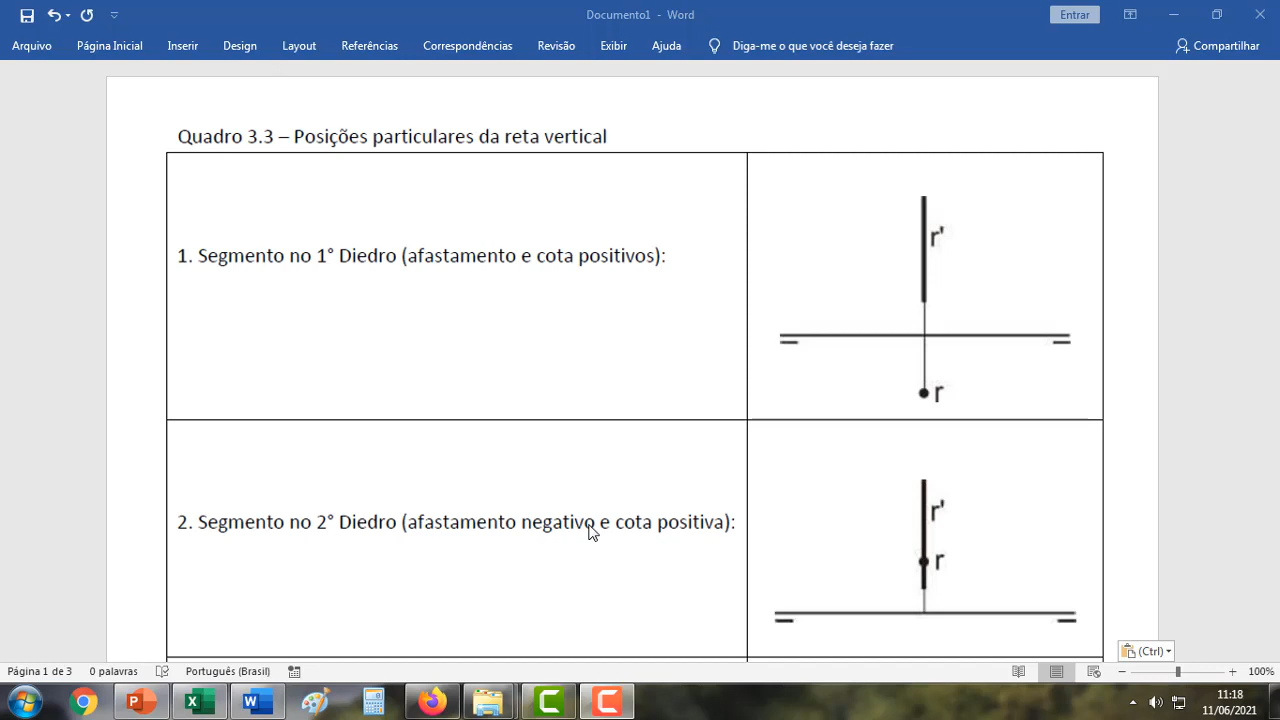 Documento1 - Word
Entrar
Arquivo Página Inicial Inserir Design Layout Referências Correspondências Revisão Exibir Ajuda Diga-me o que você deseja fazer Compartilhar
Quadro 3.3 – Posições particulares da reta vertical
1. Segmento no 1° Diedro (afastamento e cota positivos):
r'
r
2. Segmento no 2° Diedro (afastamento negativo e cota positiva):
r'
r
(Ctrl)
Página 1 de 3 0 palavras Português (Brasil) 100%
11:18
11/06/2021